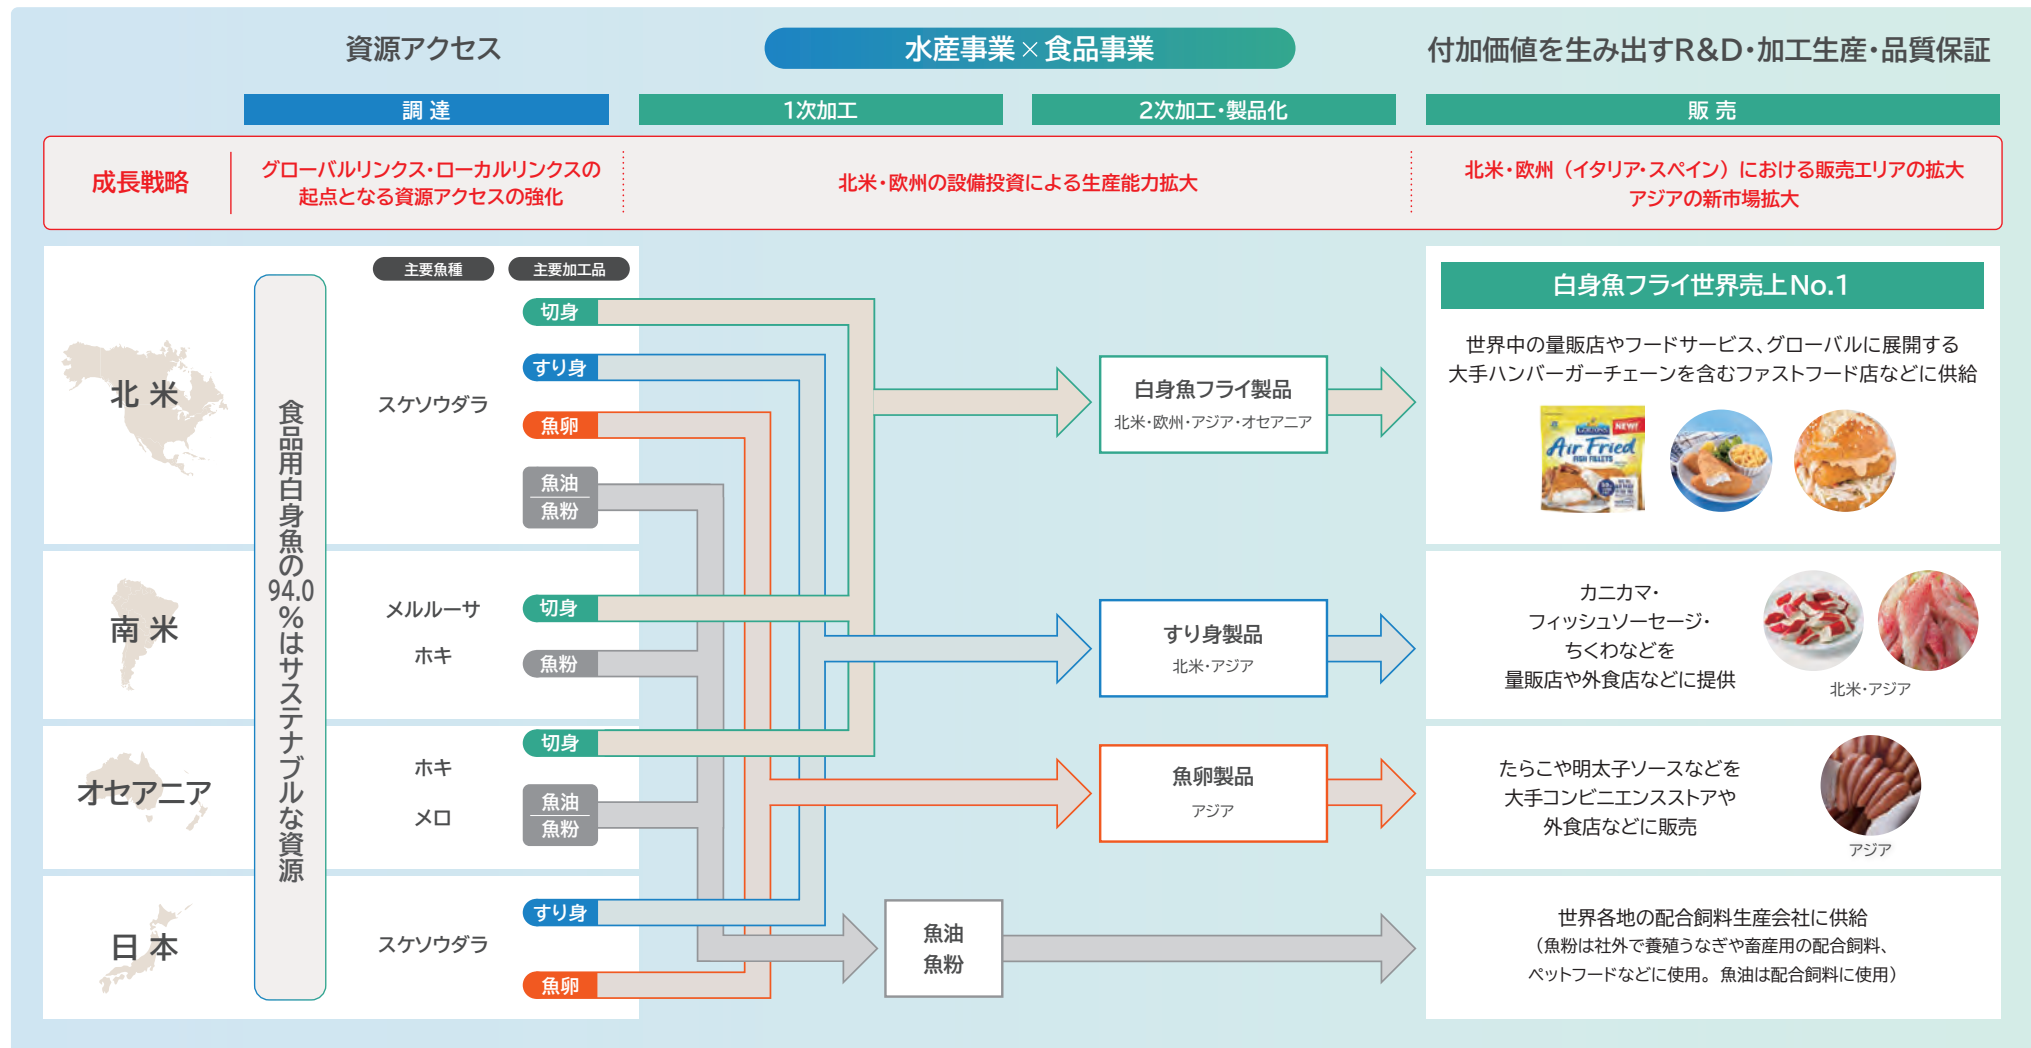 資源アクセス
水産事業×食品事業
付加価値を生み出すR&D・加工生産・品質保証
調達
1次加工
2次加工・製品化
販売
成長戦略
グローバルリンクス・ローカルリンクスの
起点となる資源アクセスの強化
北米・欧州の設備投資による生産能力拡大
北米・欧州（イタリア・スペイン）における販売エリアの拡大
アジアの新市場拡大
食品用白身魚の94.0%はサステナブルな資源
主要魚種
主要加工品
北米
スケソウダラ
切身
すり身
魚卵
魚油
魚粉
南米
メルルーサ
ホキ
切身
魚粉
オセアニア
ホキ
メロ
切身
魚油
魚粉
日本
スケソウダラ
すり身
魚卵
白身魚フライ製品
北米・欧州・アジア・オセアニア
すり身製品
北米・アジア
魚卵製品
アジア
魚油
魚粉
白身魚フライ世界売上No.1
世界中の量販店やフードサービス、グローバルに展開する
大手ハンバーガーチェーンを含むファストフード店などに供給
NEW!
Air Fried
FISH FILLETS
カニカマ・
フィッシュソーセージ・
ちくわなどを
量販店や外食店などに提供
北米・アジア
たらこや明太子ソースなどを
大手コンビニエンスストアや
外食店などに販売
アジア
世界各地の配合飼料生産会社に供給
（魚粉は社外で養殖うなぎや畜産用の配合飼料、
ペットフードなどに使用。魚油は配合飼料に使用）